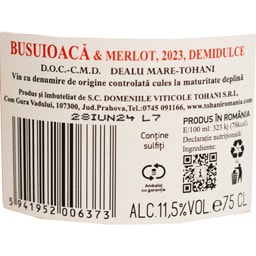 BUSUIOACĂ & MERLOT, 2023, DEMIDULCE
D.O.C.-C.M.D. DEALU MARE-TOHANI
Vin cu denumire de origine controlată cules la maturitate deplină
Produs și îmbuteliat de S.C. DOMENIILE VITICOLE TOHANI S.R.L.
Com Gura Vadului, 107300, Jud.Prahova, Tel.:0745 091166, www.tohaniromania.com
28IUN24 L7
PRODUS ÎN ROMÂNIA
E/100 ml: 323 kj (78kcal)
Declarație nutrițională
Ingrediente:
Conține
sulfiți
Ambalaj cu
garanție
5 941952 006373
ALC.11,5%VOL. e 75 CL